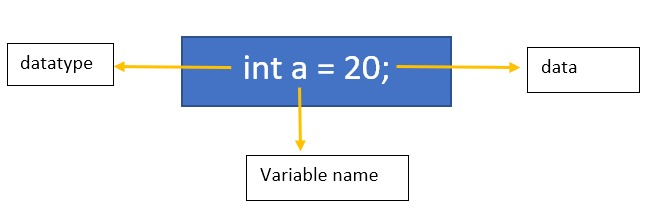 datatype
int a = 20;
data
Variable name